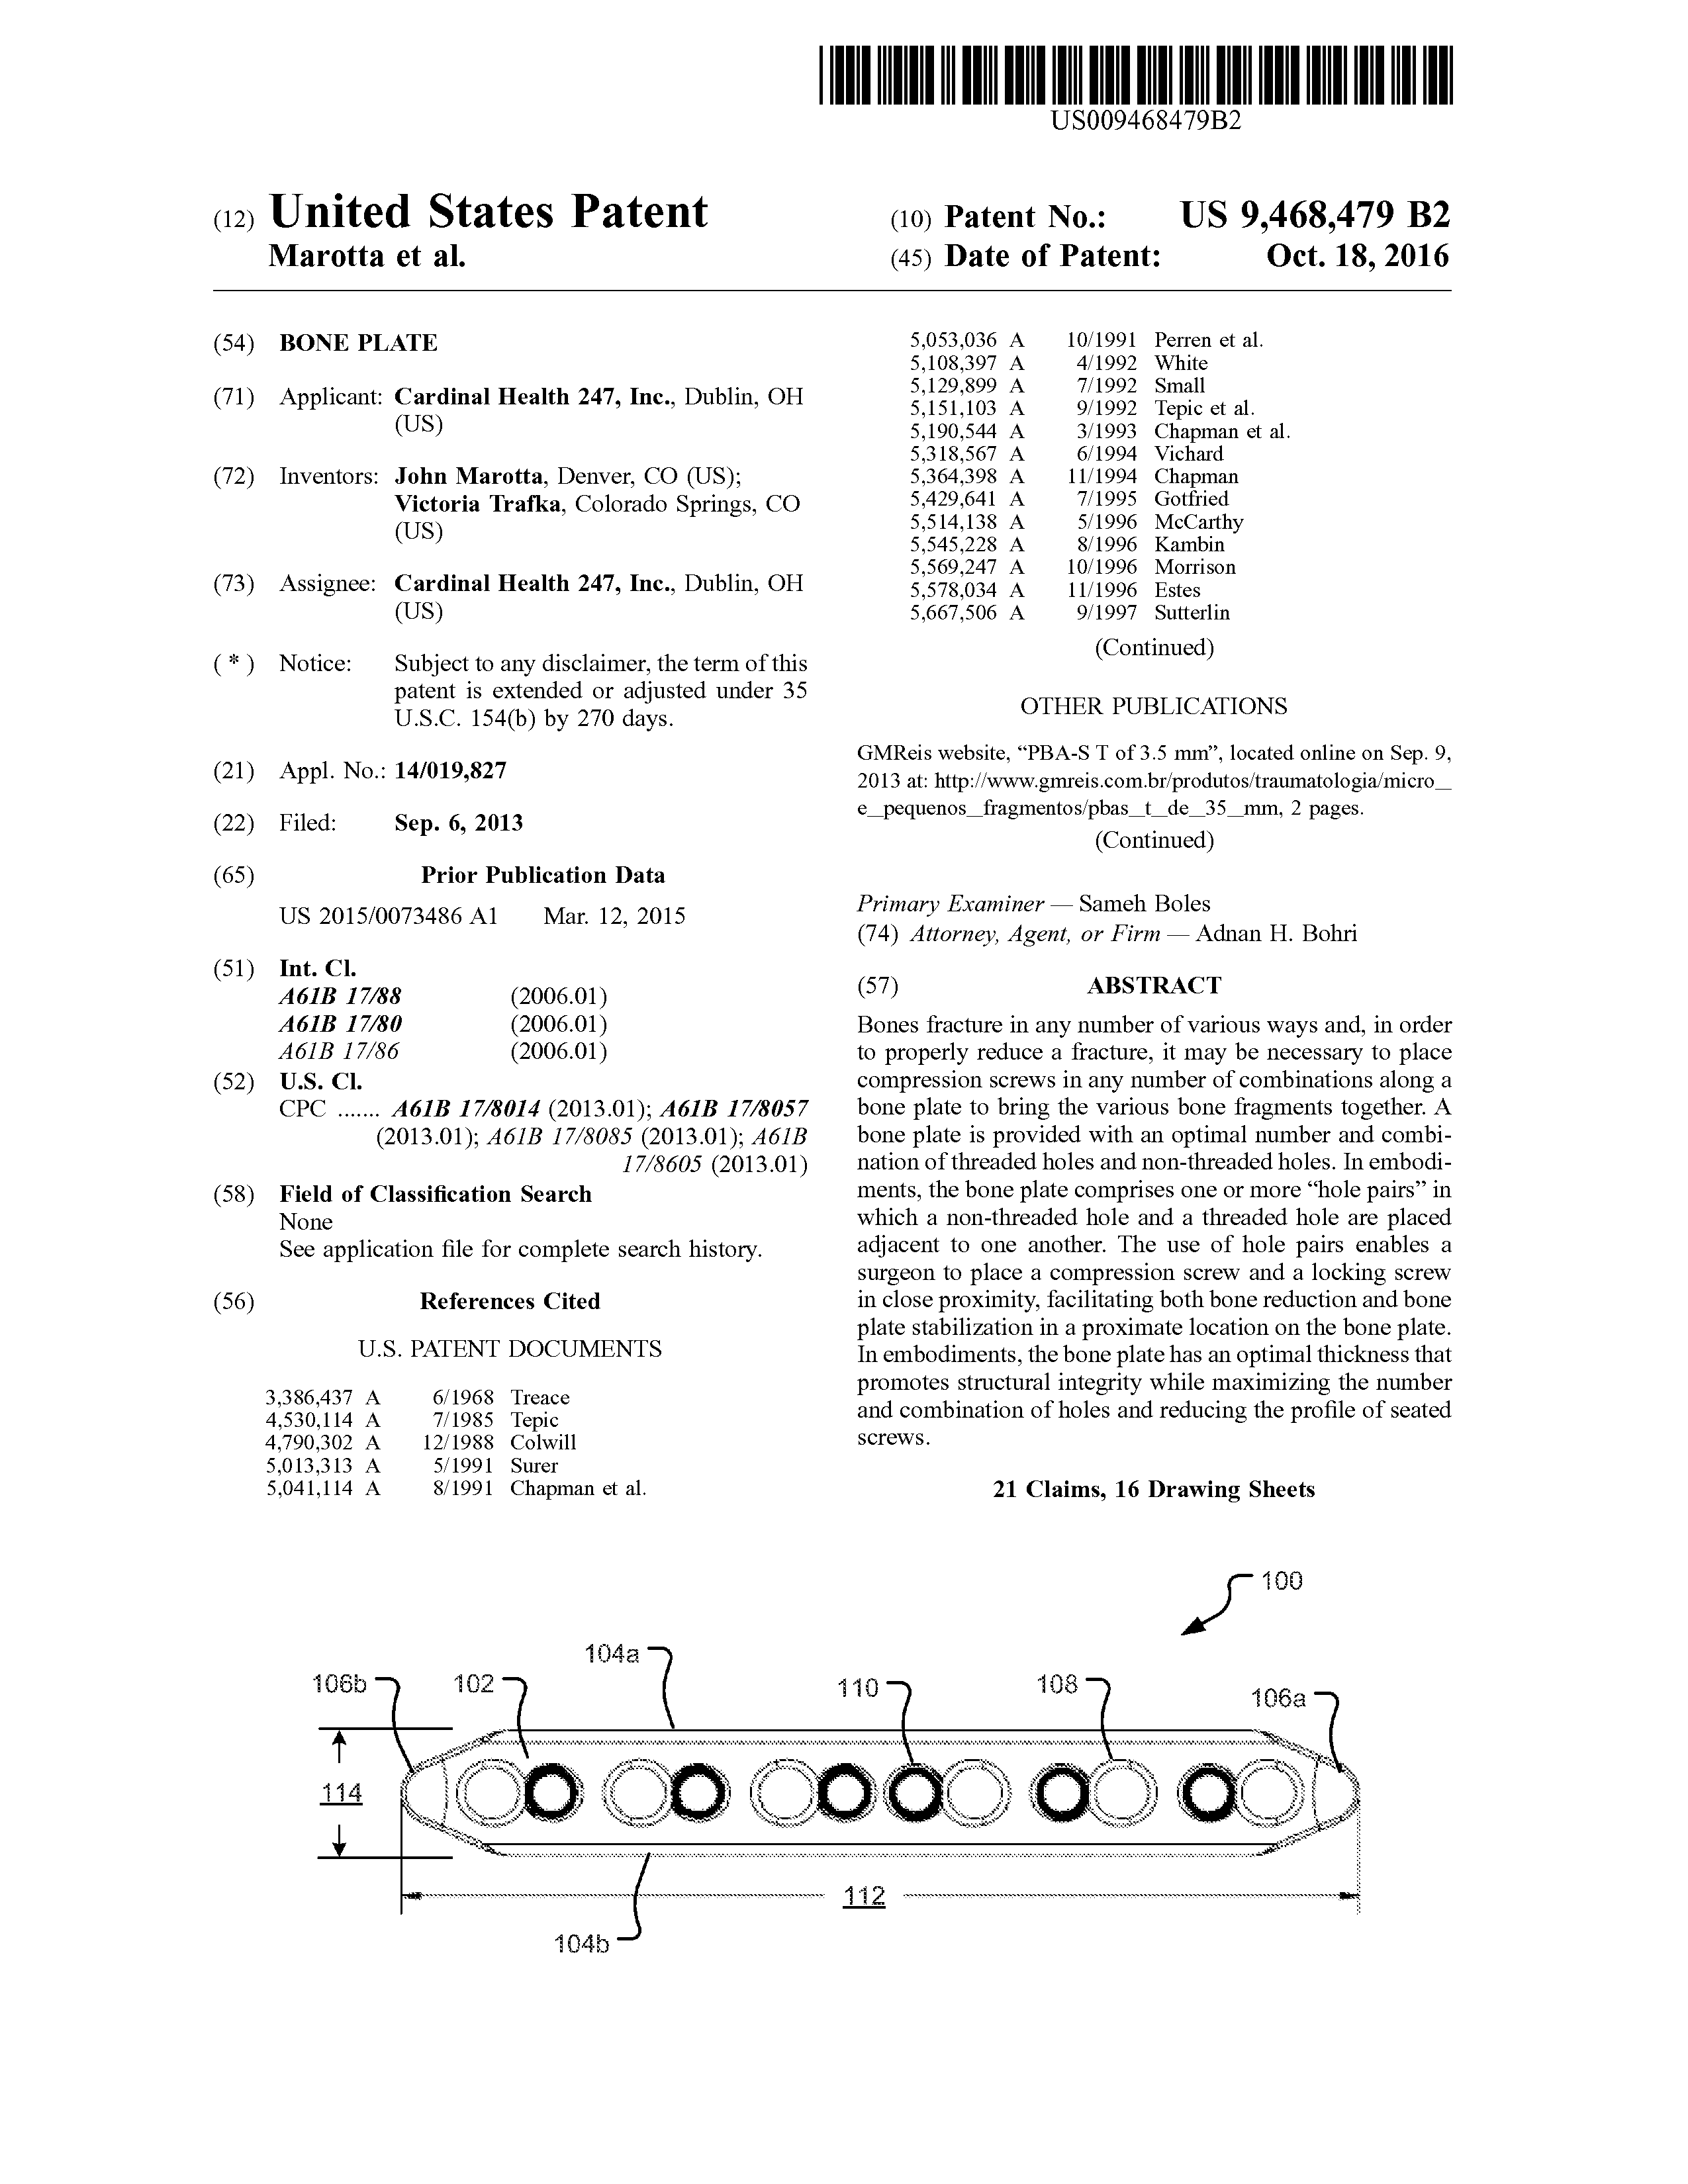 US009468479B2
(12) United States Patent
Marotta et al.
(10) Patent No.: US 9,468,479 B2
(45) Date of Patent: Oct. 18, 2016
(54) BONE PLATE
(71) Applicant: Cardinal Health 247, Inc., Dublin, OH
(US)
(72) Inventors: John Marotta, Denver, CO (US);
Victoria Trafka, Colorado Springs, CO
(US)
(73) Assignee: Cardinal Health 247, Inc., Dublin, OH
(US)
( * ) Notice: Subject to any disclaimer, the term of this
patent is extended or adjusted under 35
U.S.C. 154(b) by 270 days.
(21) Appl. No.: 14/019,827
(22) Filed: Sep. 6, 2013
(65) Prior Publication Data
US 2015/0073486 A1 Mar. 12, 2015
(51) Int. Cl.
A61B 17/88 (2006.01)
A61B 17/80 (2006.01)
A61B 17/86 (2006.01)
(52) U.S. Cl.
CPC ....... A61B 17/8014 (2013.01); A61B 17/8057
(2013.01); A61B 17/8085 (2013.01); A61B
17/8605 (2013.01)
(58) Field of Classification Search
None
See application file for complete search history.
(56) References Cited
U.S. PATENT DOCUMENTS
3,386,437 A 6/1968 Treace
4,530,114 A 7/1985 Tepic
4,790,302 A 12/1988 Colwill
5,013,313 A 5/1991 Surer
5,041,114 A 8/1991 Chapman et al.
5,053,036 A 10/1991 Perren et al.
5,108,397 A 4/1992 White
5,129,899 A 7/1992 Small
5,151,103 A 9/1992 Tepic et al.
5,190,544 A 3/1993 Chapman et al.
5,318,567 A 6/1994 Vichard
5,364,398 A 11/1994 Chapman
5,429,641 A 7/1995 Gotfried
5,514,138 A 5/1996 McCarthy
5,545,228 A 8/1996 Kambin
5,569,247 A 10/1996 Morrison
5,578,034 A 11/1996 Estes
5,667,506 A 9/1997 Sutterlin
(Continued)
OTHER PUBLICATIONS
GMReis website, “PBA-S T of 3.5 mm”, located online on Sep. 9,
2013 at: http://www.gmreis.com.br/produtos/traumatologia/micro_
e_pequenos_fragmentos/pbas_t_de_35_mm, 2 pages.
(Continued)
Primary Examiner — Sameh Boles
(74) Attorney, Agent, or Firm — Adnan H. Bohri
(57) ABSTRACT
Bones fracture in any number of various ways and, in order
to properly reduce a fracture, it may be necessary to place
compression screws in any number of combinations along a
bone plate to bring the various bone fragments together. A
bone plate is provided with an optimal number and combi-
nation of threaded holes and non-threaded holes. In embodi-
ments, the bone plate comprises one or more “hole pairs” in
which a non-threaded hole and a threaded hole are placed
adjacent to one another. The use of hole pairs enables a
surgeon to place a compression screw and a locking screw
in close proximity, facilitating both bone reduction and bone
plate stabilization in a proximate location on the bone plate.
In embodiments, the bone plate has an optimal thickness that
promotes structural integrity while maximizing the number
and combination of holes and reducing the profile of seated
screws.
21 Claims, 16 Drawing Sheets
100
104a
106b 102 110 108 106a
114
112
104b